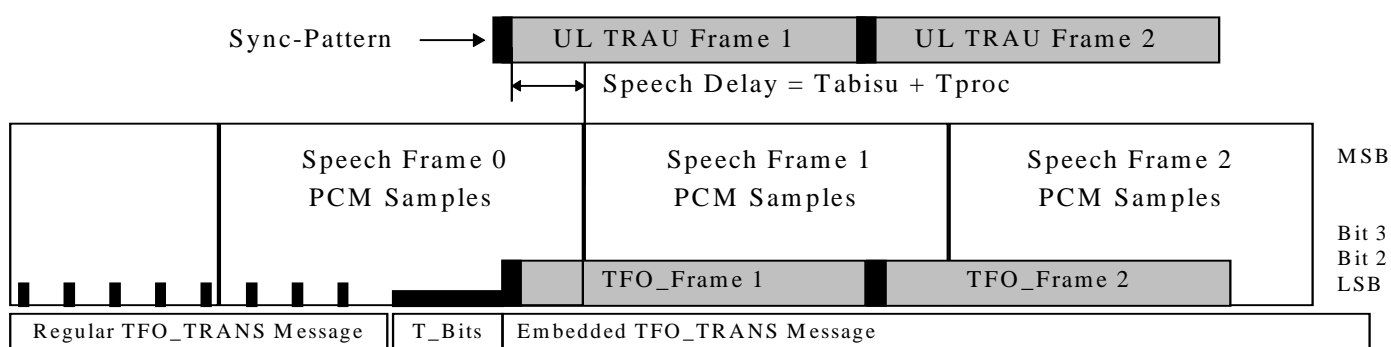 Sync-Pattern
UL TRAU Frame 1
UL TRAU Frame 2
Speech Delay = Tabisu + Tproc
Speech Frame 0
PCM Samples
Speech Frame 1
PCM Samples
Speech Frame 2
PCM Samples
MSB
Bit 3
Bit 2
LSB
TFO_Frame 1
TFO_Frame 2
Regular TFO_TRANS Message
T_Bits
Embedded TFO_TRANS Message